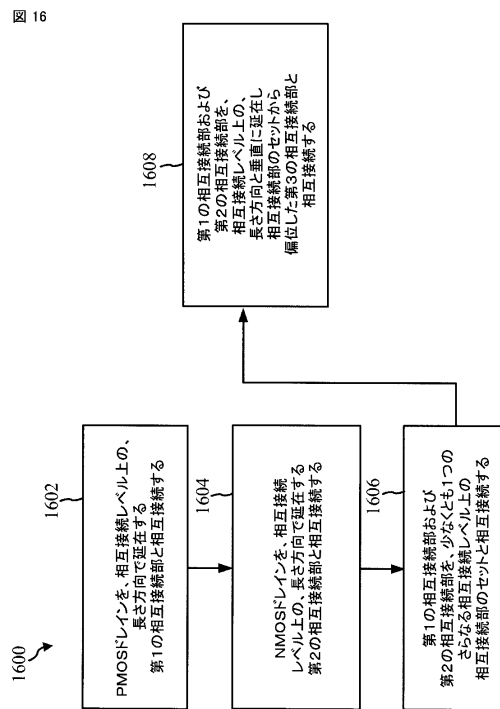 図 16
1600
1602
PMOSドレインを、相互接続レベル上の、
長さ方向で延在する
第1の相互接続部と相互接続する
1604
NMOSドレインを、相互接続
レベル上の、長さ方向で延在する
第2の相互接続部と相互接続する
1606
第1の相互接続部および
第2の相互接続部を、少なくとも1つの
さらなる相互接続レベル上の
相互接続部のセットと相互接続する
1608
第1の相互接続部および
第2の相互接続部を、
相互接続レベル上の、
長さ方向と垂直に延在し
相互接続部のセットから
偏位した第3の相互接続部と
相互接続する